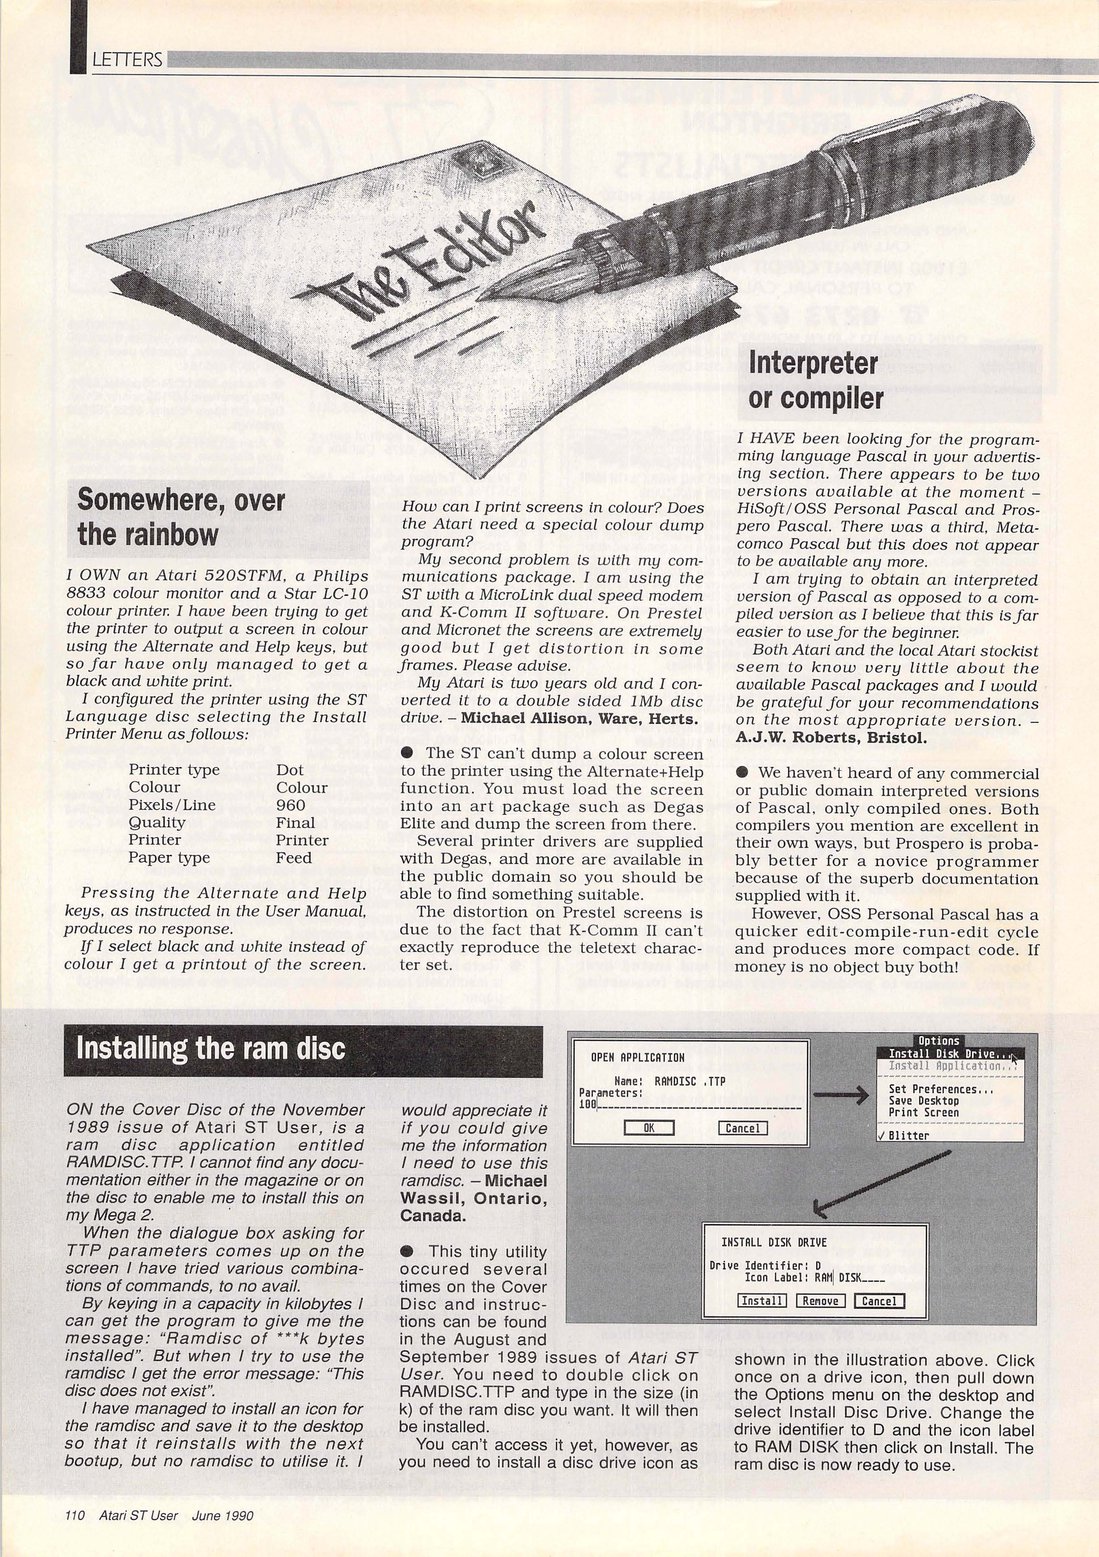 LETTERS
The Editor
Somewhere, over
the rainbow
I OWN an Atari 520STFM, a Philips
8833 colour monitor and a Star LC-10
colour printer. I have been trying to get
the printer to output a screen in colour
using the Alternate and Help keys, but
so far have only managed to get a
black and white print.
I configured the printer using the ST
Language disc selecting the Install
Printer Menu as follows:
Printer type Dot
Colour Colour
Pixels/Line 960
Quality Final
Printer Printer
Paper type Feed
Pressing the Alternate and Help
keys, as instructed in the User Manual,
produces no response.
If I select black and white instead of
colour I get a printout of the screen.
How can I print screens in colour? Does
the Atari need a special colour dump
program?
My second problem is with my com-
munications package. I am using the
ST with a MicroLink dual speed modem
and K-Comm II software. On Prestel
and Micronet the screens are extremely
good but I get distortion in some
frames. Please advise.
My Atari is two years old and I con-
verted it to a double sided 1Mb disc
drive. – Michael Allison, Ware, Herts.
● The ST can't dump a colour screen
to the printer using the Alternate+Help
function. You must load the screen
into an art package such as Degas
Elite and dump the screen from there.
Several printer drivers are supplied
with Degas, and more are available in
the public domain so you should be
able to find something suitable.
The distortion on Prestel screens is
due to the fact that K-Comm II can't
exactly reproduce the teletext charac-
ter set.
Interpreter
or compiler
I HAVE been looking for the program-
ming language Pascal in your advertis-
ing section. There appears to be two
versions available at the moment –
HiSoft/OSS Personal Pascal and Pros-
pero Pascal. There was a third, Meta-
comco Pascal but this does not appear
to be available any more.
I am trying to obtain an interpreted
version of Pascal as opposed to a com-
piled version as I believe that this is far
easier to use for the beginner.
Both Atari and the local Atari stockist
seem to know very little about the
available Pascal packages and I would
be grateful for your recommendations
on the most appropriate version. –
A.J.W. Roberts, Bristol.
● We haven't heard of any commercial
or public domain interpreted versions
of Pascal, only compiled ones. Both
compilers you mention are excellent in
their own ways, but Prospero is proba-
bly better for a novice programmer
because of the superb documentation
supplied with it.
However, OSS Personal Pascal has a
quicker edit-compile-run-edit cycle
and produces more compact code. If
money is no object buy both!
Installing the ram disc
ON the Cover Disc of the November
1989 issue of Atari ST User, is a
ram disc application entitled
RAMDISC.TTP. I cannot find any docu-
mentation either in the magazine or on
the disc to enable me to install this on
my Mega 2.
When the dialogue box asking for
TTP parameters comes up on the
screen I have tried various combina-
tions of commands, to no avail.
By keying in a capacity in kilobytes I
can get the program to give me the
message: “Ramdisc of ***k bytes
installed”. But when I try to use the
ramdisc I get the error message: “This
disc does not exist”.
I have managed to install an icon for
the ramdisc and save it to the desktop
so that it reinstalls with the next
bootup, but no ramdisc to utilise it. I
would appreciate it
if you could give
me the information
I need to use this
ramdisc. – Michael
Wassil, Ontario,
Canada.
● This tiny utility
occured several
times on the Cover
Disc and instruc-
tions can be found
in the August and
September 1989 issues of Atari ST
User. You need to double click on
RAMDISC.TTP and type in the size (in
k) of the ram disc you want. It will then
be installed.
You can't access it yet, however, as
you need to install a disc drive icon as
shown in the illustration above. Click
once on a drive icon, then pull down
the Options menu on the desktop and
select Install Disc Drive. Change the
drive identifier to D and the icon label
to RAM DISK then click on Install. The
ram disc is now ready to use.
OPEN APPLICATION
Name: RAMDISC .TTP
Parameters:
100
OK Cancel
Options
Install Disk Drive...
Install Application...
Set Preferences...
Save Desktop
Print Screen
✓ Blitter
INSTALL DISK DRIVE
Drive Identifier: D
Icon Label: RAM DISK____
Install Remove Cancel
110 Atari ST User June 1990